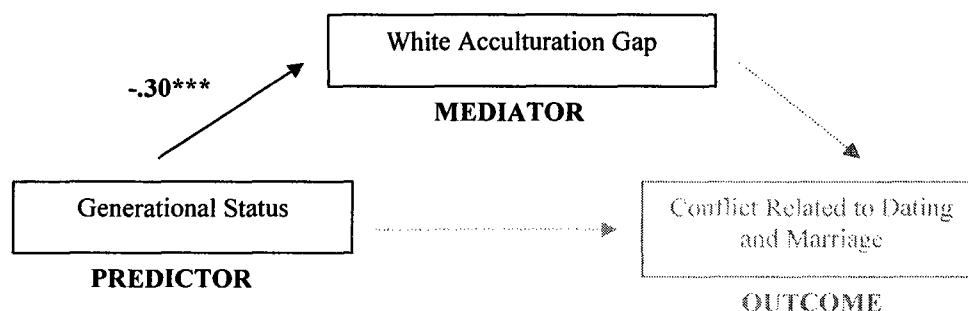 White Acculturation Gap
-.30***
MEDIATOR
Generational Status
Conflict Related to Dating
and Marriage
PREDICTOR
OUTCOME